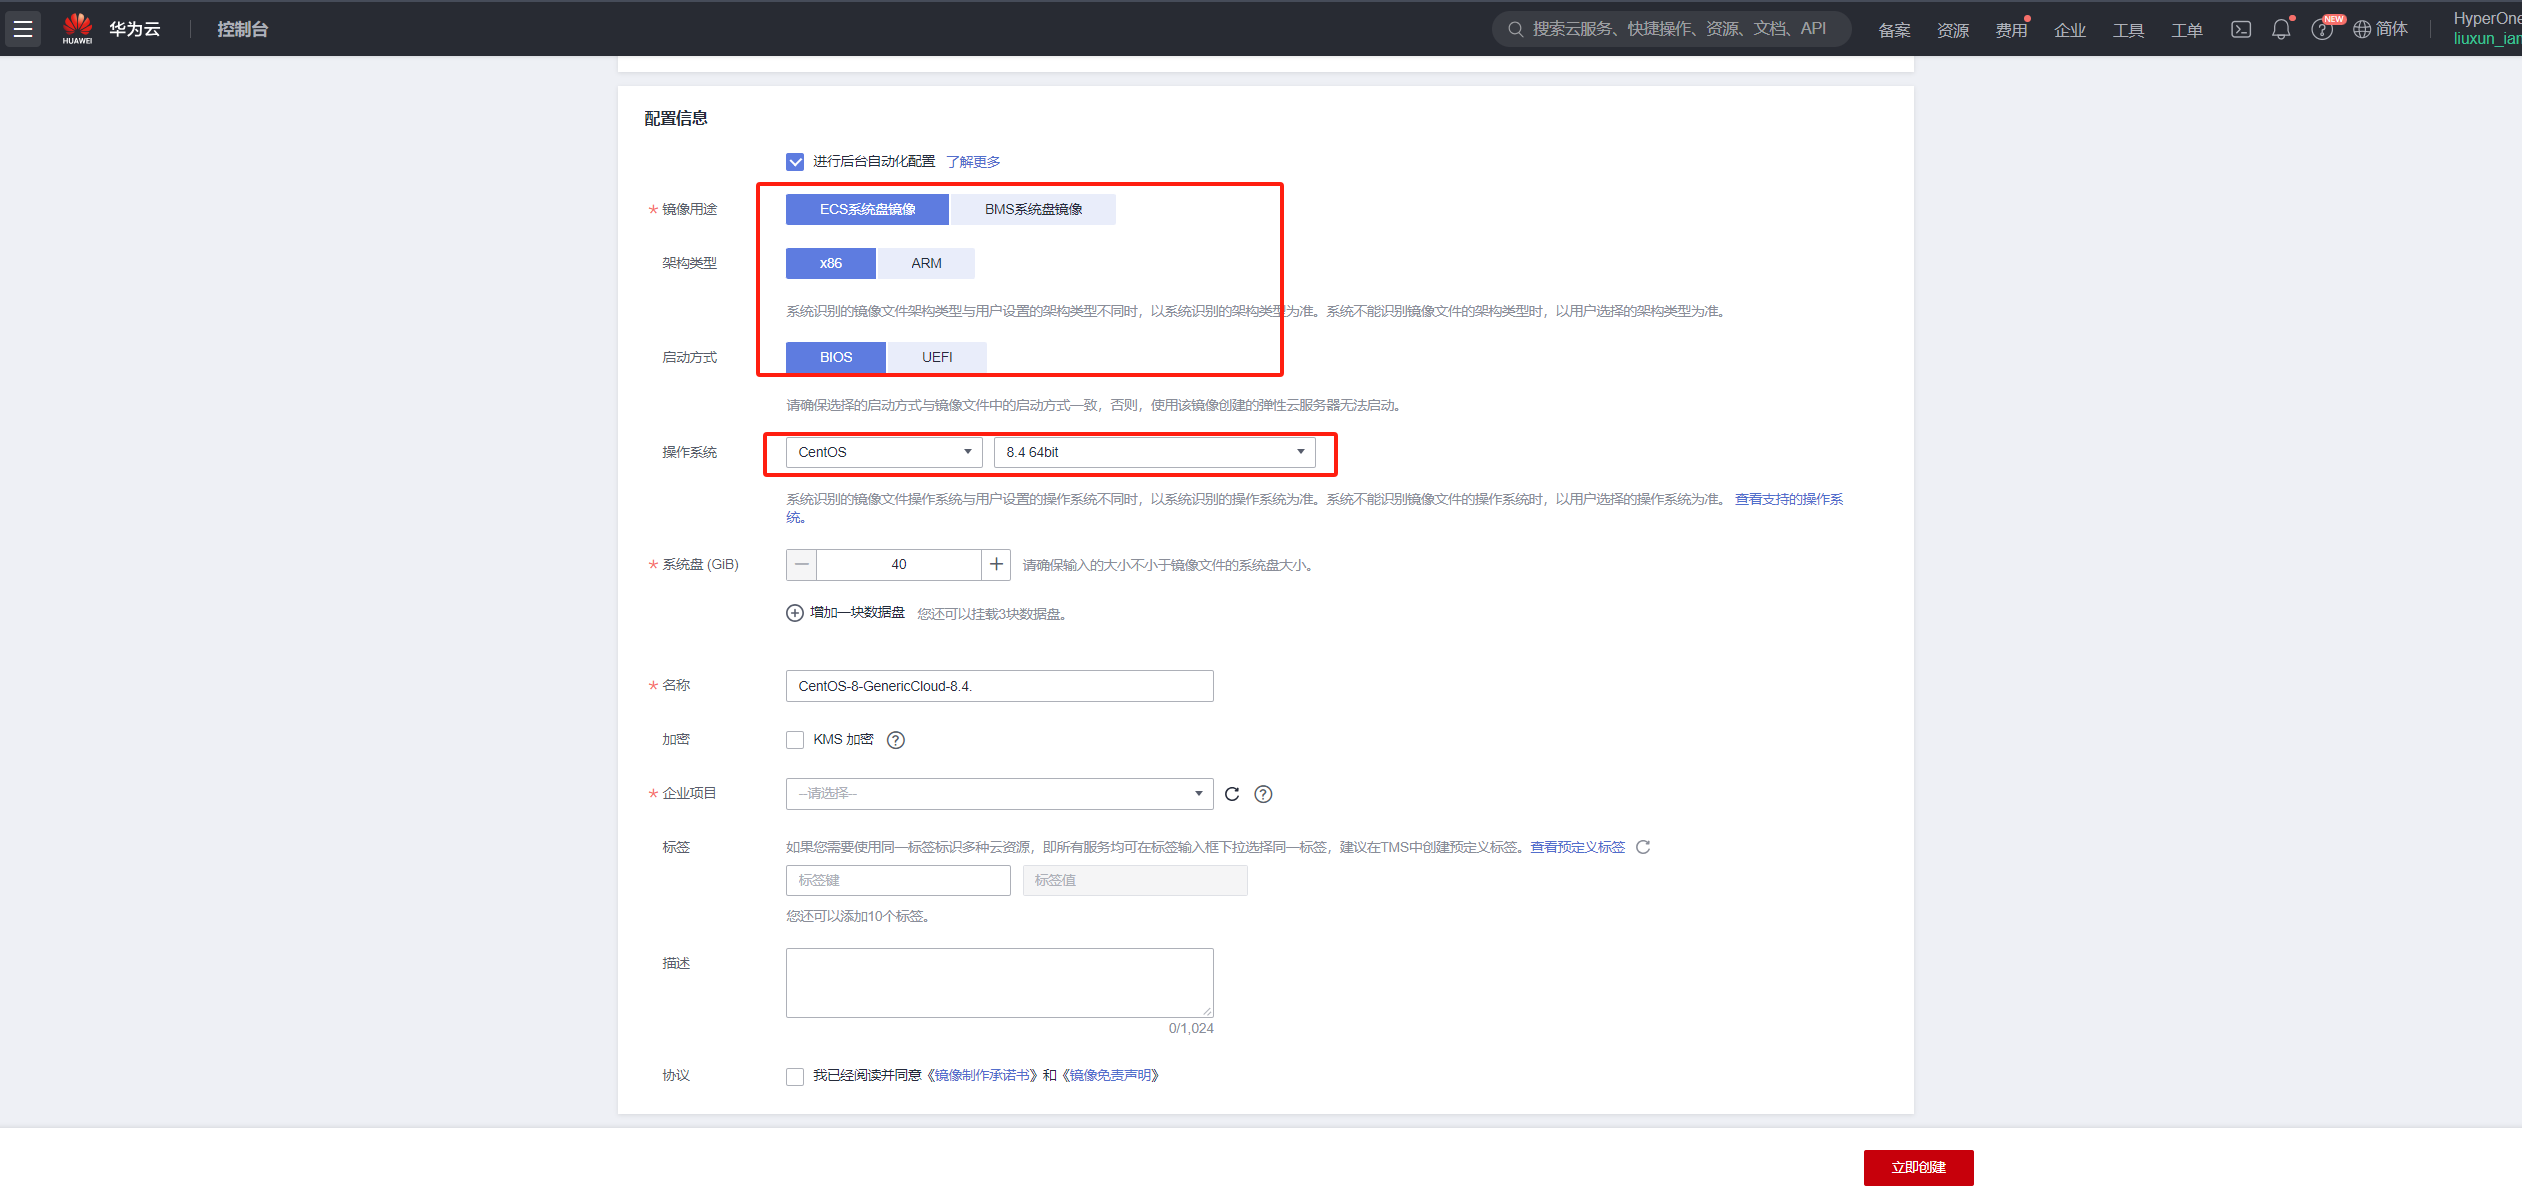 HUAWEI
华为云
控制台
搜索云服务、快捷操作、资源、文档、API
备案
资源
费用
企业
工具
工单
NEW
简体
HyperOne
liuxun_ian
配置信息
进行后台自动化配置 了解更多
* 镜像用途
ECS系统盘镜像
BMS系统盘镜像
架构类型
x86
ARM
系统识别的镜像文件架构类型与用户设置的架构类型不同时，以系统识别的架构类型为准。系统不能识别镜像文件的架构类型时，以用户选择的架构类型为准。
启动方式
BIOS
UEFI
请确保选择的启动方式与镜像文件中的启动方式一致，否则，使用该镜像创建的弹性云服务器无法启动。
操作系统
CentOS
8.4 64bit
系统识别的镜像文件操作系统与用户设置的操作系统不同时，以系统识别的操作系统为准。系统不能识别镜像文件的操作系统时，以用户选择的操作系统为准。 查看支持的操作系
统。
* 系统盘 (GiB)
40
请确保输入的大小不小于镜像文件的系统盘大小。
增加一块数据盘 您还可以挂载3块数据盘。
* 名称
CentOS-8-GenericCloud-8.4.
加密
KMS 加密
* 企业项目
--请选择--
标签
如果您需要使用同一标签标识多种云资源，即所有服务均可在标签输入框下拉选择同一标签，建议在TMS中创建预定义标签。查看预定义标签
标签键
标签值
您还可以添加10个标签。
描述
0/1,024
协议
我已经阅读并同意《镜像制作承诺书》和《镜像免责声明》
立即创建